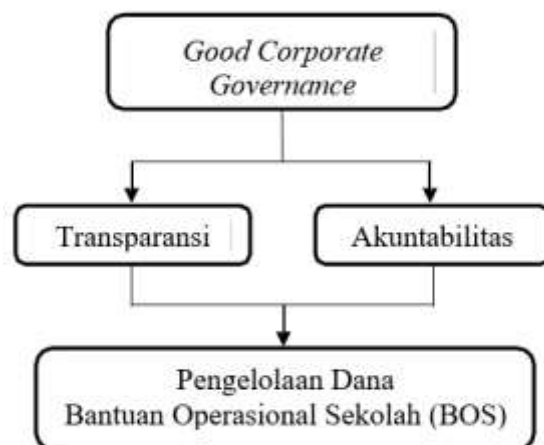 Good Corporate
Governance
Transparansi
Akuntabilitas
Pengelolaan Dana
Bantuan Operasional Sekolah (BOS)